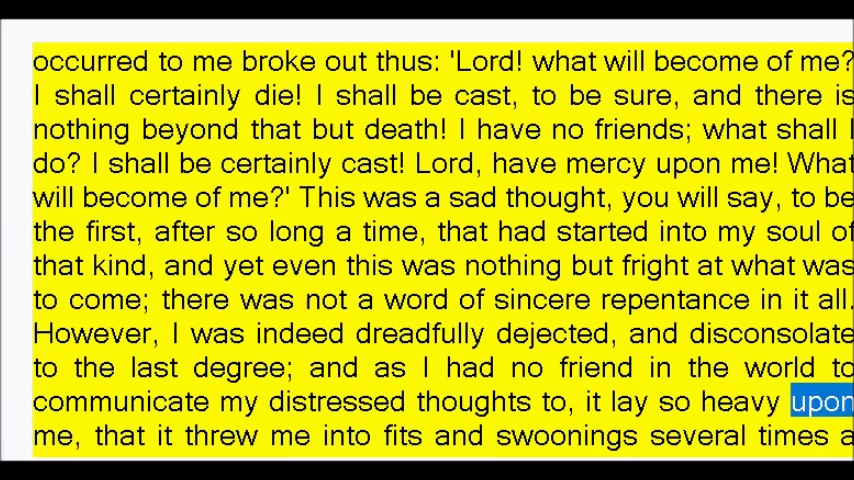 occurred to me broke out thus: 'Lord! what will become of me?
I shall certainly die! I shall be cast, to be sure, and there is
nothing beyond that but death! I have no friends; what shall I
do? I shall be certainly cast! Lord, have mercy upon me! What
will become of me?' This was a sad thought, you will say, to be
the first, after so long a time, that had started into my soul of
that kind, and yet even this was nothing but fright at what was
to come; there was not a word of sincere repentance in it all.
However, I was indeed dreadfully dejected, and disconsolate
to the last degree; and as I had no friend in the world to
communicate my distressed thoughts to, it lay so heavy upon
me, that it threw me into fits and swoonings several times a